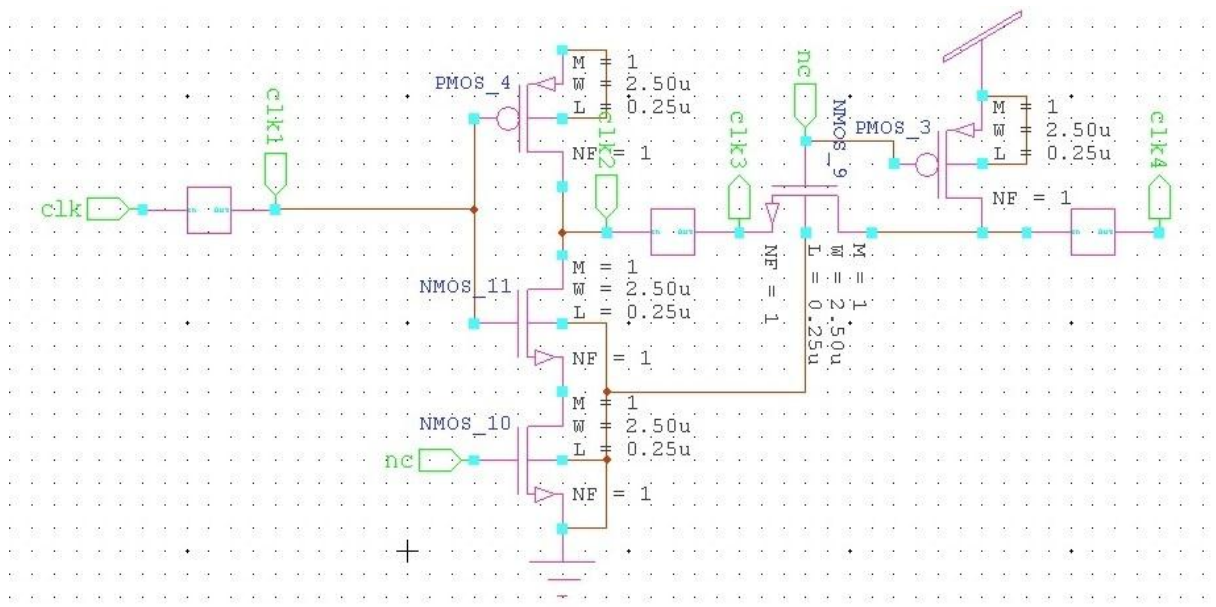 PMOS_4
M = 1
W = 2.50u
L = 0.25u
NF = 1
clk
clk1
clk2
NMOS_11
M = 1
W = 2.50u
L = 0.25u
NF = 1
NMOS_10
nc
M = 1
W = 2.50u
L = 0.25u
NF = 1
clk3
nc
NMOS_9
M = 1
W = 2.50u
L = 0.25u
NF = 1
PMOS_3
M = 1
W = 2.50u
L = 0.25u
NF = 1
clk4